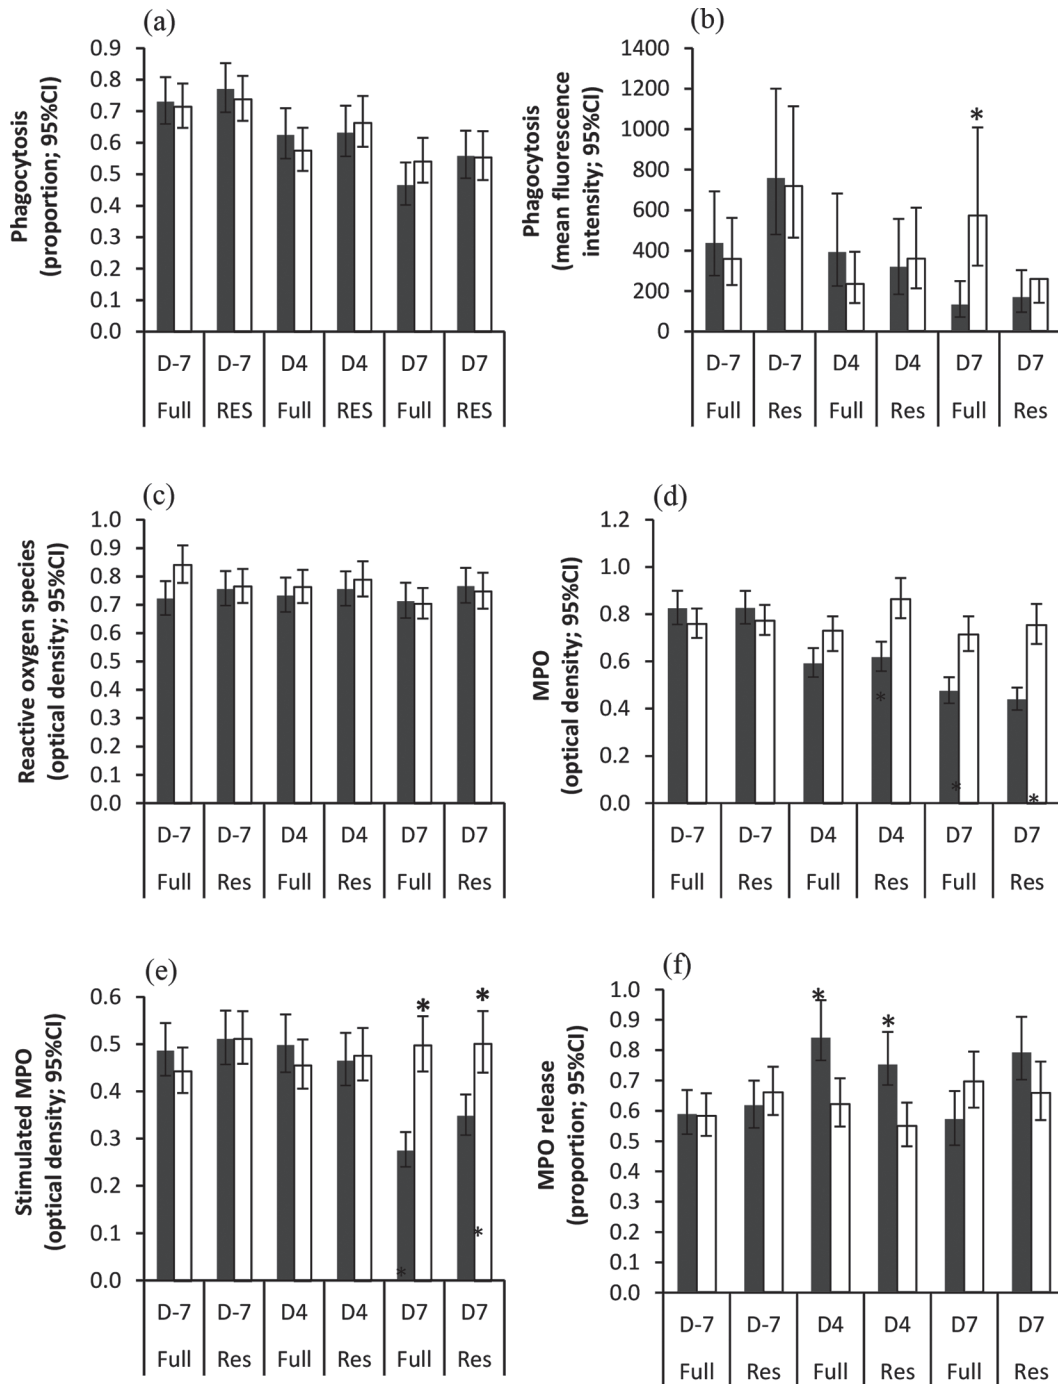 (a)
Phagocytosis
(proportion; 95%CI)
0.9
0.8
0.7
0.6
0.5
0.4
0.3
0.2
0.1
0.0
D-7 D-7 D4 D4 D7 D7
Full RES Full RES Full RES
(b)
Phagocytosis
(mean fluorescence
intensity; 95%CI)
1400
1200
1000
800
600
400
200
0
*
D-7 D-7 D4 D4 D7 D7
Full Res Full Res Full Res
(c)
Reactive oxygen species
(optical density; 95%CI)
1.0
0.9
0.8
0.7
0.6
0.5
0.4
0.3
0.2
0.1
0.0
D-7 D-7 D4 D4 D7 D7
Full Res Full Res Full Res
(d)
MPO
(optical density; 95%CI)
1.2
1.0
0.8
0.6
0.4
0.2
0.0
* * *
D-7 D-7 D4 D4 D7 D7
Full Res Full Res Full Res
(e)
Stimulated MPO
(optical density; 95%CI)
0.6
0.5
0.4
0.3
0.2
0.1
0.0
* *
* *
D-7 D-7 D4 D4 D7 D7
Full Res Full Res Full Res
(f)
MPO release
(proportion; 95%CI)
1.0
0.9
0.8
0.7
0.6
0.5
0.4
0.3
0.2
0.1
0.0
* *
D-7 D-7 D4 D4 D7 D7
Full Res Full Res Full Res